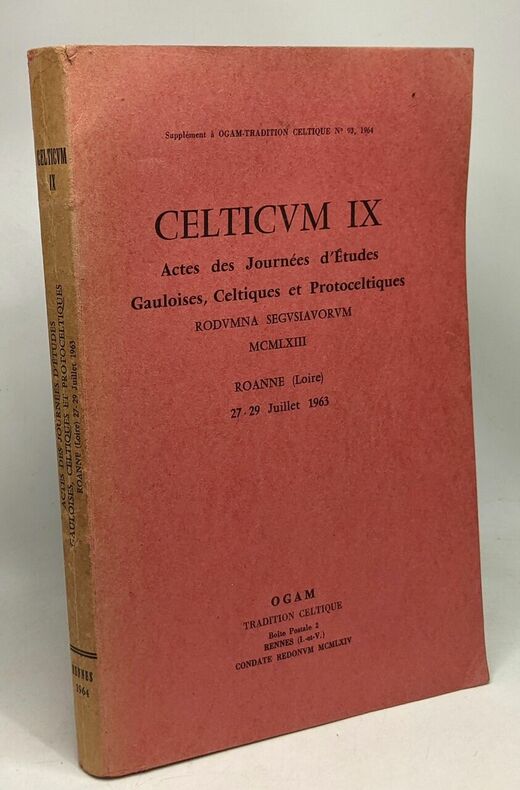 Supplément à OGAM-TRADITION CELTIQUE N° 93, 1964
CELTICVM IX
Actes des Journées d'Études
Gauloises, Celtiques et Protoceltiques
RODVMNA SEGVSIAVORVM
MCMLXIII
ROANNE (Loire)
27-29 Juillet 1963
OGAM
TRADITION CELTIQUE
Boîte Postale 2
RENNES (I.-et-V.)
CONDATE REDONVM MCMLXIV
CELTICVM
IX
ACTES DES JOURNÉES D'ÉTUDES
GAULOISES, CELTIQUES ET PROTOCELTIQUES
ROANNE (Loire) 27-29 Juillet 1963
RENNES
1964